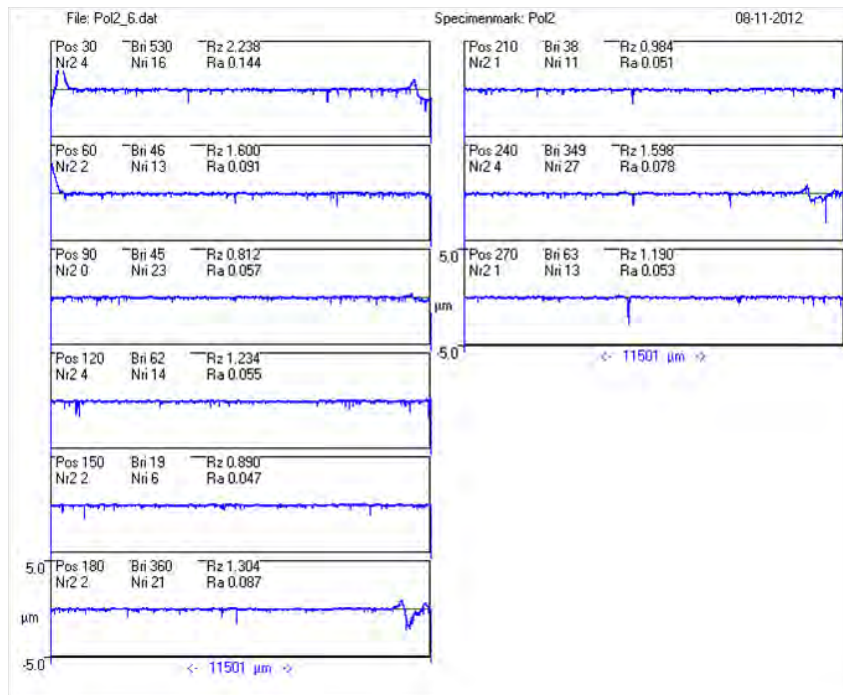 File: Pol2_6.dat Specimenmark: Pol2 08-11-2012
Pos 30 Bri 530 Rz 2.238
Nr2 4 Nri 16 Ra 0.144
Pos 60 Bri 46 Rz 1.600
Nr2 2 Nri 13 Ra 0.091
Pos 90 Bri 45 Rz 0.812
Nr2 0 Nri 23 Ra 0.057
Pos 120 Bri 62 Rz 1.234
Nr2 4 Nri 14 Ra 0.055
Pos 150 Bri 19 Rz 0.890
Nr2 2 Nri 6 Ra 0.047
5.0 Pos 180 Bri 360 Rz 1.304
Nr2 2 Nri 21 Ra 0.087
µm
-5.0
<- 11501 µm ->
Pos 210 Bri 38 Rz 0.984
Nr2 1 Nri 11 Ra 0.051
Pos 240 Bri 349 Rz 1.598
Nr2 4 Nri 27 Ra 0.078
5.0 Pos 270 Bri 63 Rz 1.190
Nr2 1 Nri 13 Ra 0.053
µm
-5.0
<- 11501 µm ->